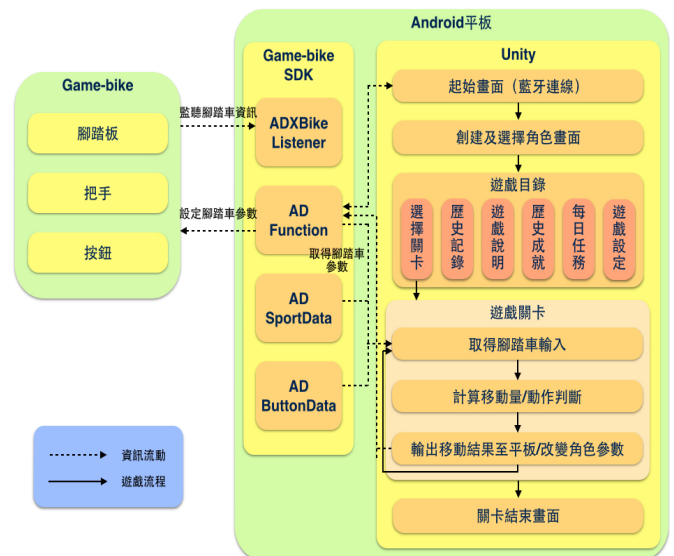 Android平板
Game-bike
腳踏板
把手
按鈕
監聽腳踏車資訊
設定腳踏車參數
Game-bike
SDK
ADXBike
Listener
AD
Function
取得腳踏車
參數
AD
SportData
AD
ButtonData
Unity
起始畫面（藍牙連線）
創建及選擇角色畫面
遊戲目錄
選擇關卡
歷史記錄
遊戲說明
歷史成就
每日任務
遊戲設定
遊戲關卡
取得腳踏車輸入
計算移動量/動作判斷
輸出移動結果至平板/改變角色參數
關卡結束畫面
資訊流動
遊戲流程